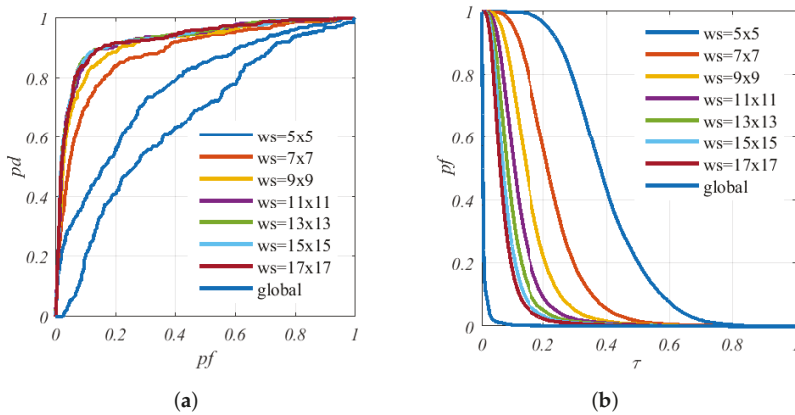 1
0.8
0.6
0.4
0.2
0
pd
ws=5x5
ws=7x7
ws=9x9
ws=11x11
ws=13x13
ws=15x15
ws=17x17
global
0 0.2 0.4 0.6 0.8 1
pf
(a)
1
0.8
0.6
0.4
0.2
0
pf
ws=5x5
ws=7x7
ws=9x9
ws=11x11
ws=13x13
ws=15x15
ws=17x17
global
0 0.2 0.4 0.6 0.8 1
τ
(b)